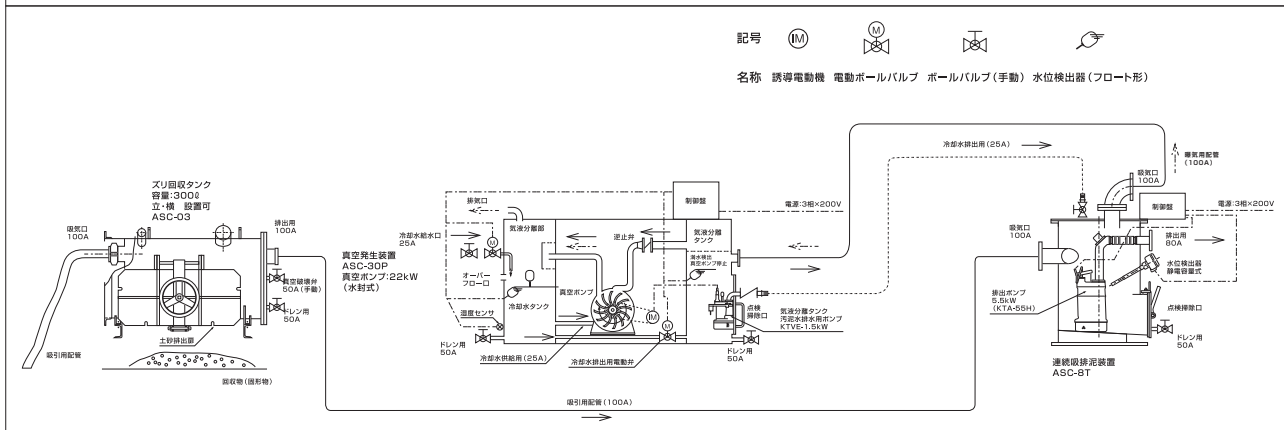 記号 IM M
名称 誘導電動機 電動ボールバルブ ボールバルブ(手動) 水位検出器(フロート形)
ズリ回収タンク
容量:300ℓ
立・横 設置可
ASC-03
吸気口
100A
排出用
100A
真空破壊弁
50A(手動)
ドレン用
50A
土砂排出扉
吸引用配管
回収物(固形物)
真空発生装置
ASC-30P
真空ポンプ:22kW
(水封式)
冷却水給水口
25A
排気口
気液分離部
逆止弁
制御盤
気液分離
タンク
電源:3相×200V
M
オーバー
フロー口
冷却水タンク
真空ポンプ
満水検出
真空ポンプ停止
温度センサ
IM
M
点検
掃除口
気液分離タンク
汚泥水排水用ポンプ
KTVE-1.5kW
ドレン用
50A
冷却水供給用(25A)
冷却水排出用電動弁
ドレン用
50A
吸引用配管(100A)
冷却水排出用(25A)
曝気用配管
(100A)
吸気口
100A
制御盤
電源:3相×200V
吸気口
100A
排出用
80A
水位検出器
静電容量式
排出ポンプ
5.5kW
(KTA-55H)
点検掃除口
ドレン用
50A
連続吸排泥装置
ASC-8T